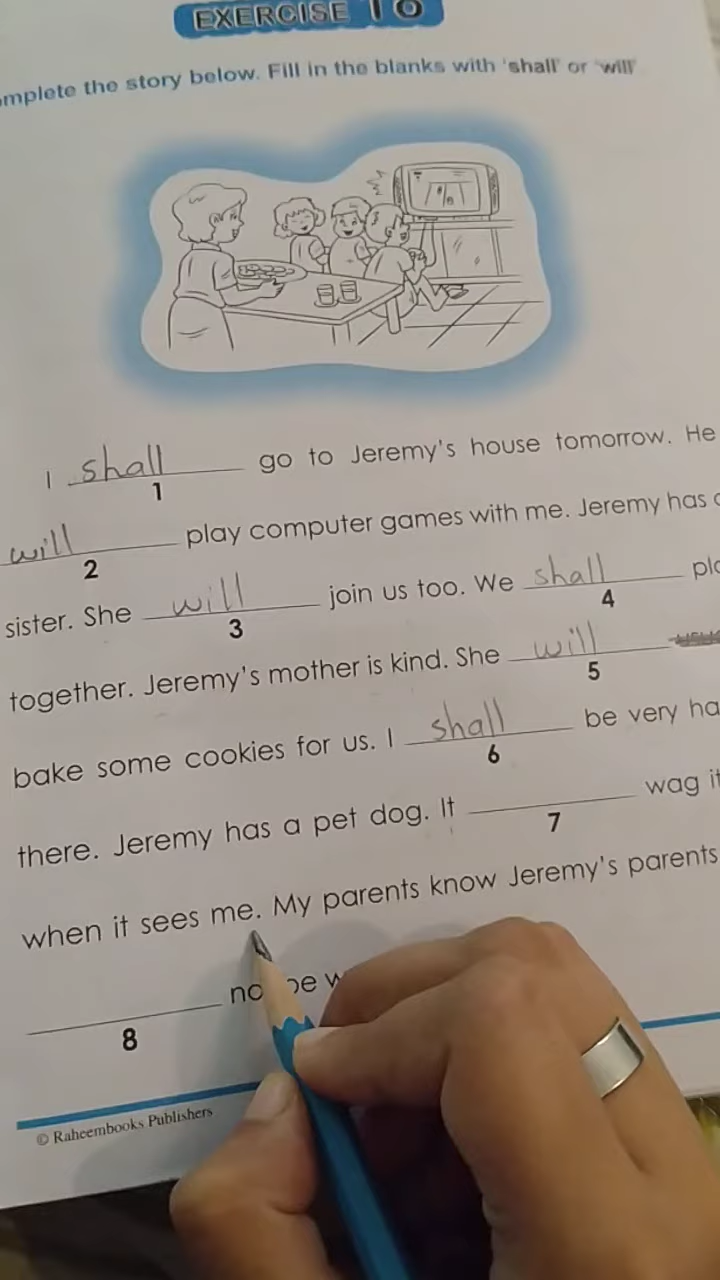 EXERCISE 18
mplete the story below. Fill in the blanks with 'shall' or 'will'
I shall go to Jeremy's house tomorrow. He
1
will play computer games with me. Jeremy has
2
sister. She will join us too. We shall
3 4
together. Jeremy's mother is kind. She will
5
bake some cookies for us. I shall be very ha
6
there. Jeremy has a pet dog. It wag it
7
when it sees me. My parents know Jeremy's parents
be w
8
© Raheembooks Publishers